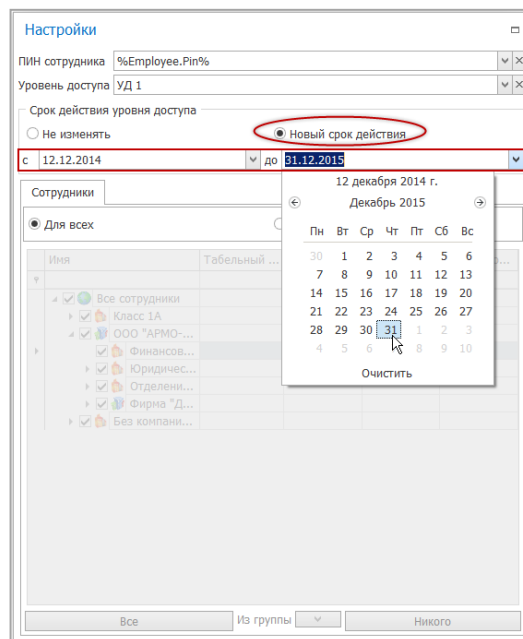 Настройки
ПИН сотрудника %Employee.Pin%
Уровень доступа УД 1
Срок действия уровня доступа
Не изменять Новый срок действия
с 12.12.2014 до 31.12.2015
12 декабря 2014 г.
Сотрудники
Декабрь 2015
Для всех
Пн Вт Ср Чт Пт Сб Вс
30 1 2 3 4 5 6
Имя Табельный ...
7 8 9 10 11 12 13
14 15 16 17 18 19 20
Все сотрудники
21 22 23 24 25 26 27
Класс 1А
28 29 30 31 1 2 3
ООО "АРМО-...
4 5 6 8 9 10
Финансов...
Юридичес...
Очистить
Отделени...
Фирма "Д...
Без компани...
Все Из группы Никого